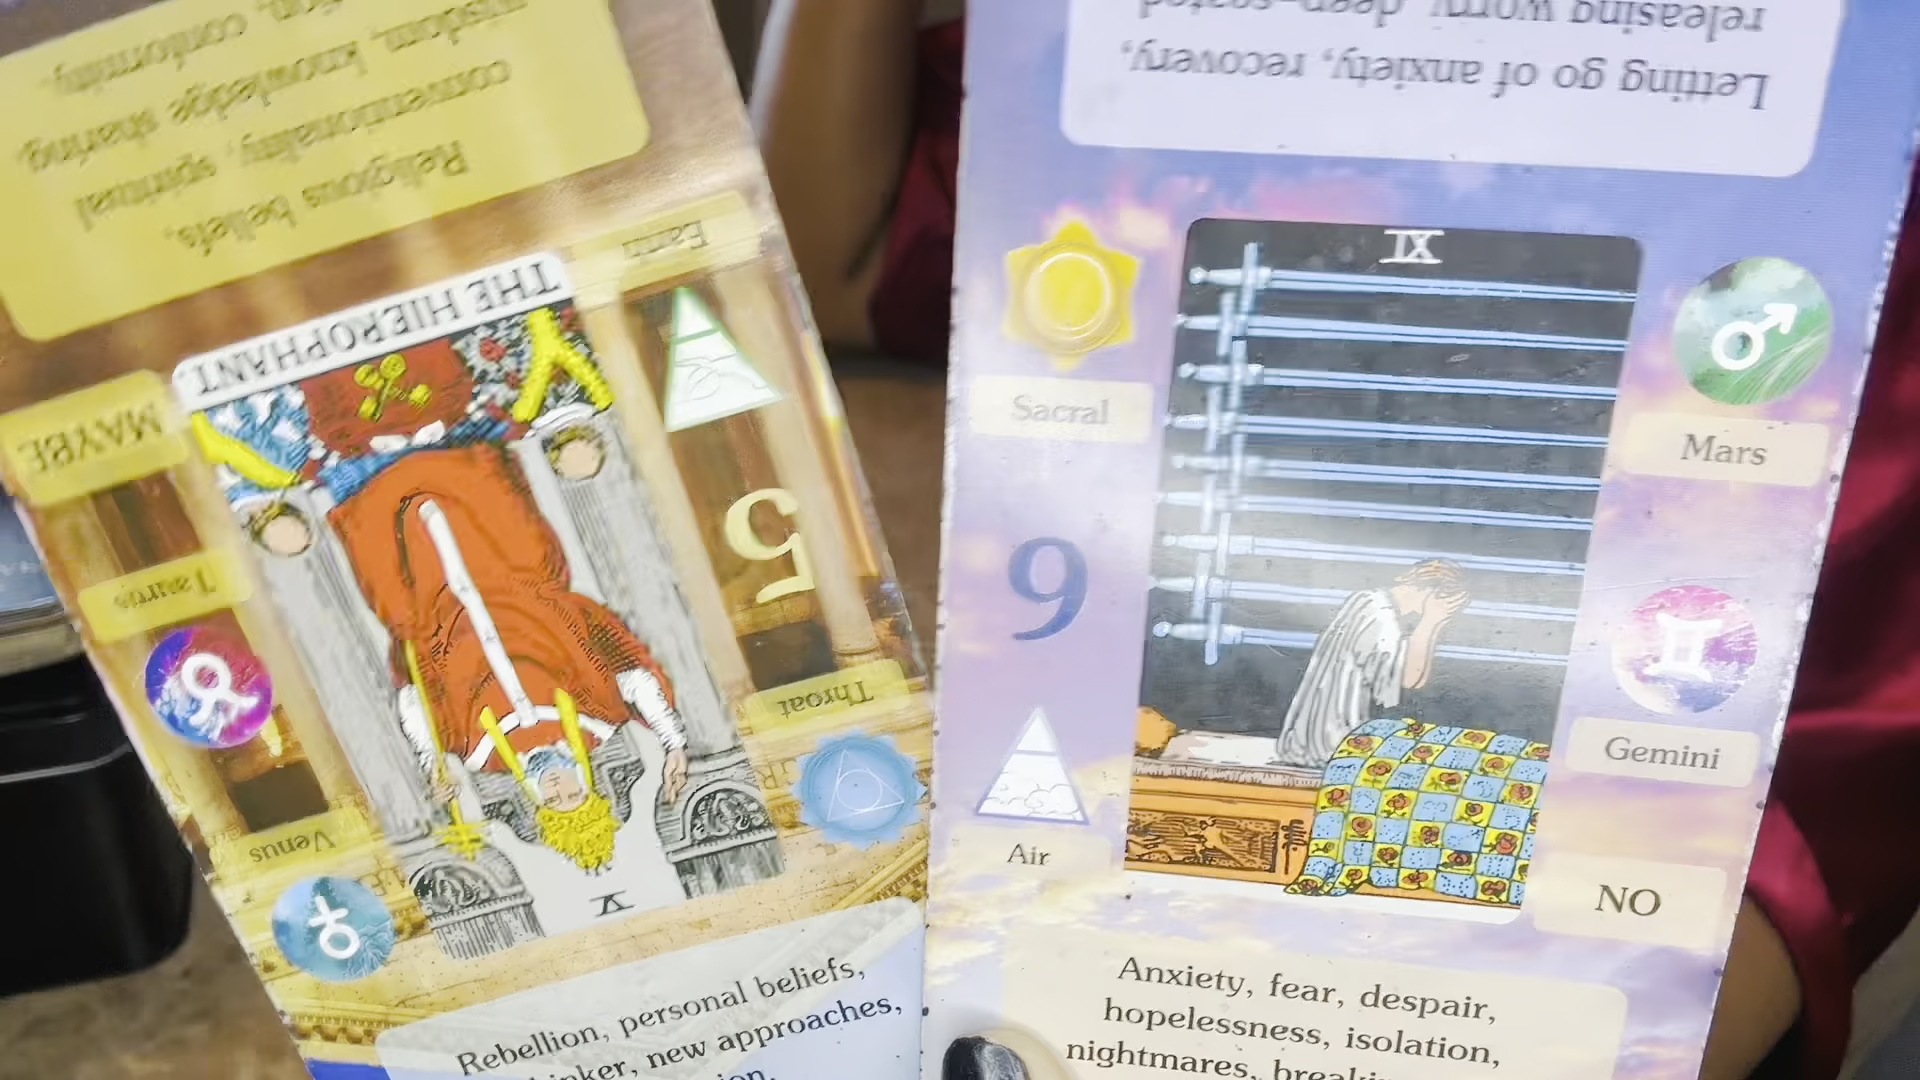 conformity.
wisdom, knowledge sharing,
conventionality, spiritual
Religious beliefs,
Earth
THE HIEROPHANT.
MAYBE
5
Taurus
Throat
Venus
V
Rebellion, personal beliefs,
new approaches,
releasing worry, deep-seated
Letting go of anxiety, recovery,
IX
Sacral
Mars
9
Gemini
Air
NO
Anxiety, fear, despair,
hopelessness, isolation,
nightmares,